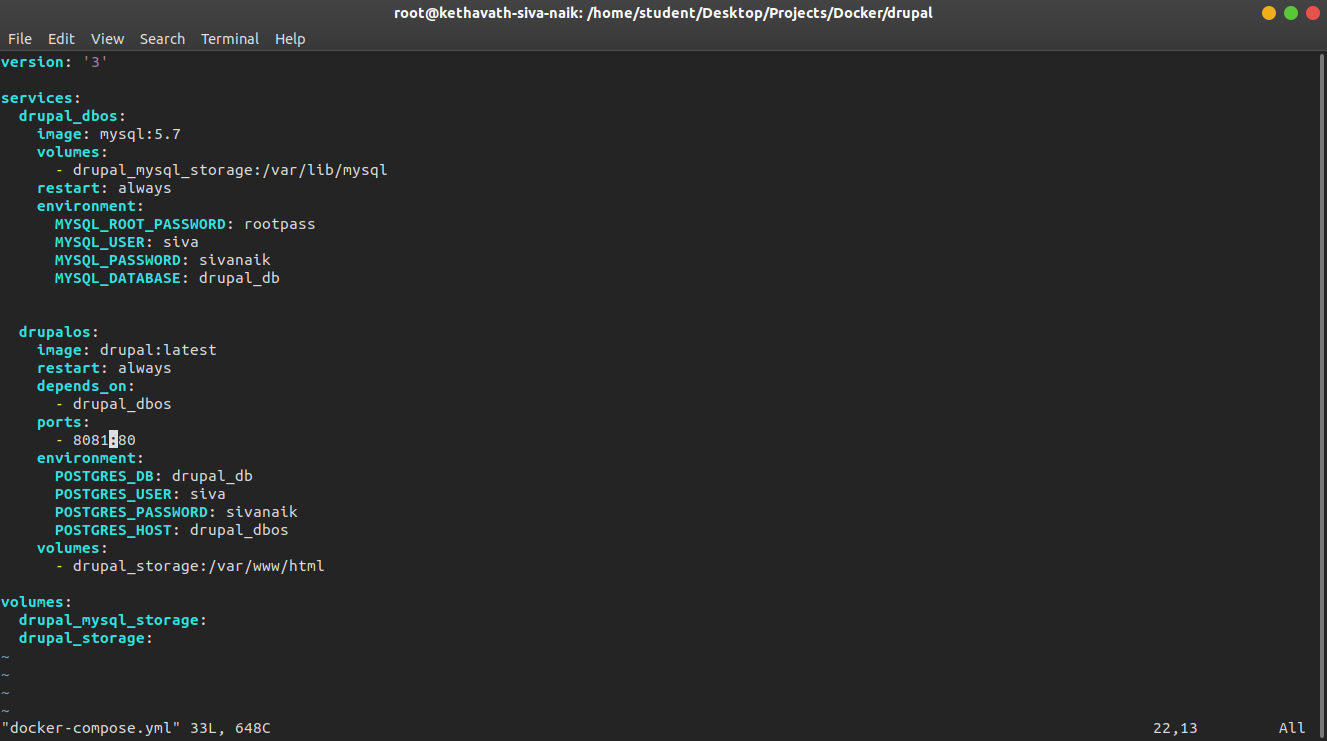 root@kethavath-siva-naik: /home/student/Desktop/Projects/Docker/drupal
File Edit View Search Terminal Help
version: '3'
services:
  drupal_dbos:
    image: mysql:5.7
    volumes:
      - drupal_mysql_storage:/var/lib/mysql
    restart: always
    environment:
      MYSQL_ROOT_PASSWORD: rootpass
      MYSQL_USER: siva
      MYSQL_PASSWORD: sivanaik
      MYSQL_DATABASE: drupal_db
  drupalos:
    image: drupal:latest
    restart: always
    depends_on:
      - drupal_dbos
    ports:
      - 8081:80
    environment:
      POSTGRES_DB: drupal_db
      POSTGRES_USER: siva
      POSTGRES_PASSWORD: sivanaik
      POSTGRES_HOST: drupal_dbos
    volumes:
      - drupal_storage:/var/www/html
volumes:
  drupal_mysql_storage:
  drupal_storage:
~
~
~
~
"docker-compose.yml" 33L, 648C 22,13 All